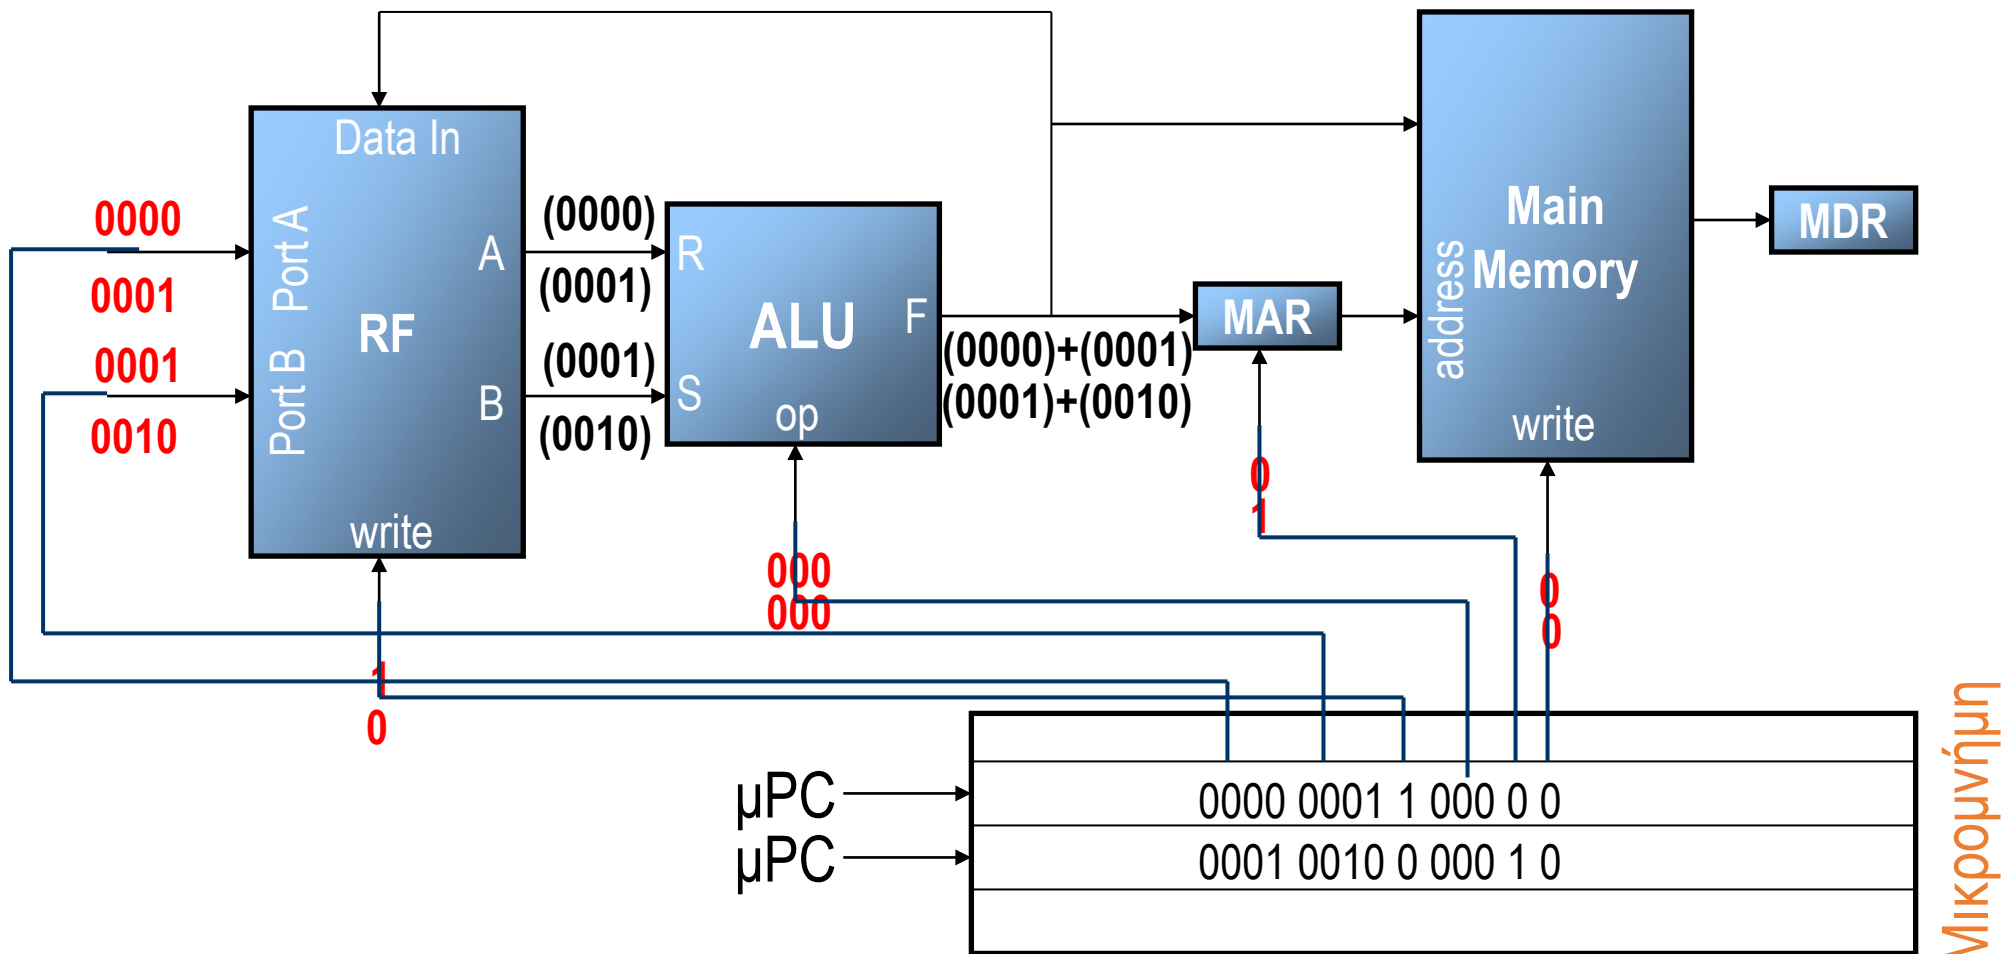 Data In
0000
0001
Port A
0001
0010
Port B
RF
A
B
write
1
0
(0000)
(0001)
(0001)
(0010)
R
S
ALU
F
op
000
000
(0000)+(0001)
(0001)+(0010)
MAR
0
1
Main
Memory
address
write
0
0
MDR
μPC
0000 0001 1 000 0 0
μPC
0001 0010 0 000 1 0
Μικρομνήμη